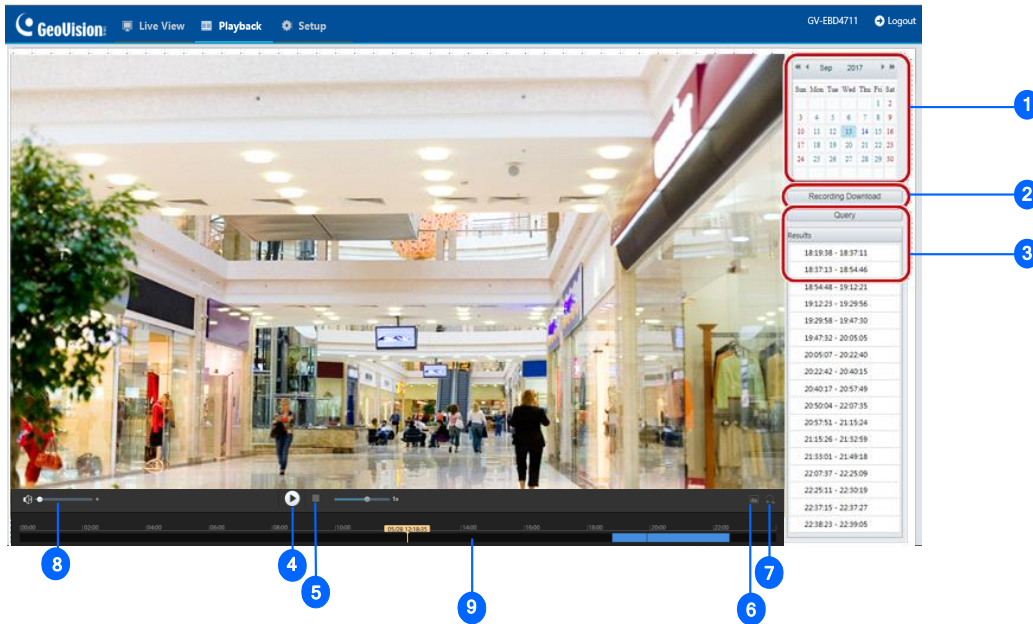 GeoVision
Live View
Playback
Setup
GV-EBD4711
Logout
Sep 2017
Sun Mon Tue Wed Thu Fri Sat
1 2
3 4 5 6 7 8 9
10 11 12 13 14 15 16
17 18 19 20 21 22 23
24 25 26 27 28 29 30
1
Recording Download
2
Query
Results
3
18:19:38 - 18:37:11
18:37:13 - 18:54:46
18:54:48 - 19:12:21
19:12:23 - 19:29:56
19:29:58 - 19:47:30
19:47:32 - 20:05:05
20:05:07 - 20:22:40
20:22:42 - 20:40:15
20:40:17 - 20:57:49
20:50:04 - 22:07:35
20:57:51 - 21:15:24
21:15:26 - 21:32:59
21:33:01 - 21:49:18
22:07:37 - 22:25:09
22:25:11 - 22:30:19
22:37:15 - 22:37:27
22:38:23 - 22:39:05
1x
00:00 02:00 04:00 06:00 08:00 10:00 05/28 12:18:35 14:00 16:00 18:00 20:00 22:00
8
4
5
9
6
7